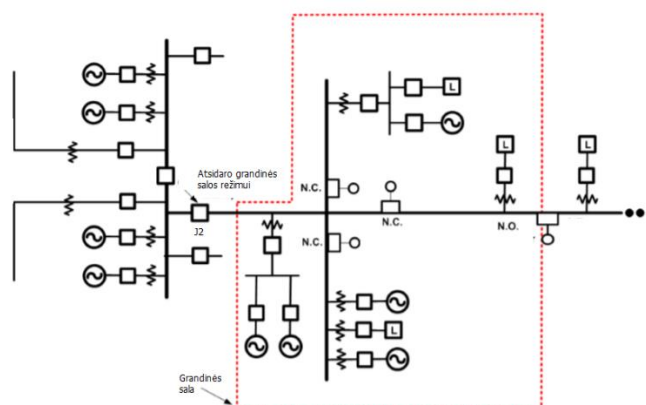 L
L
L
Atsidaro grandinės
salos režimui
N.C.
N.C.
J2
N.C.
N.O.
L
Grandinės
sala